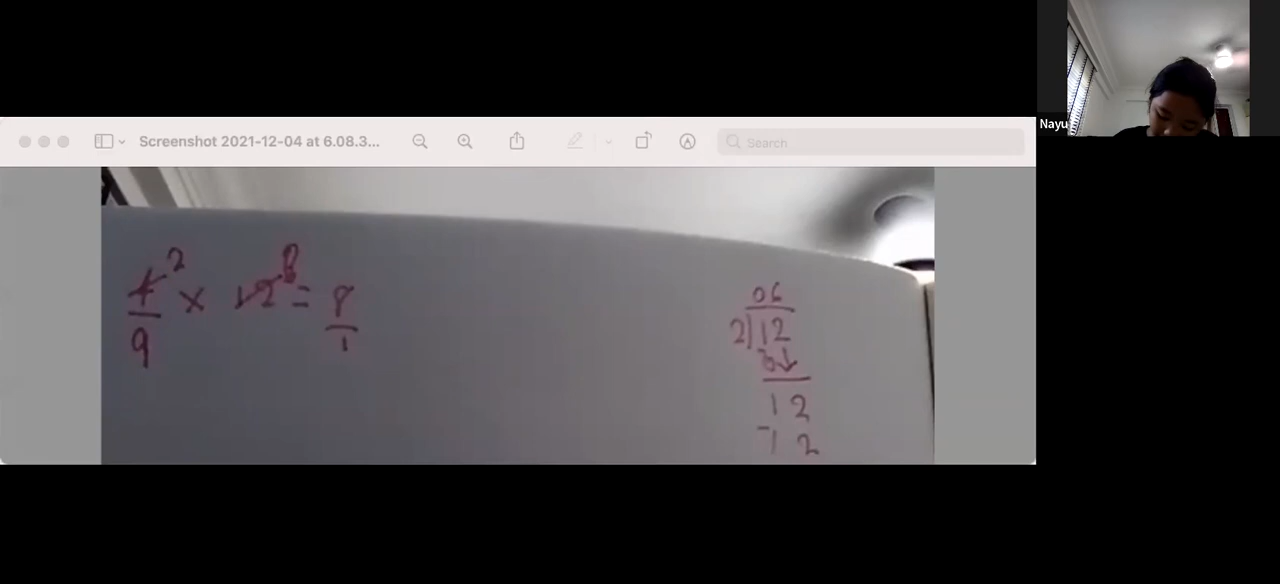 Screenshot 2021-12-04 at 6.08.3...
Search
Nayu
4 2 × 12 8 = 8
9 1
06
2)12
0↓
12
-12